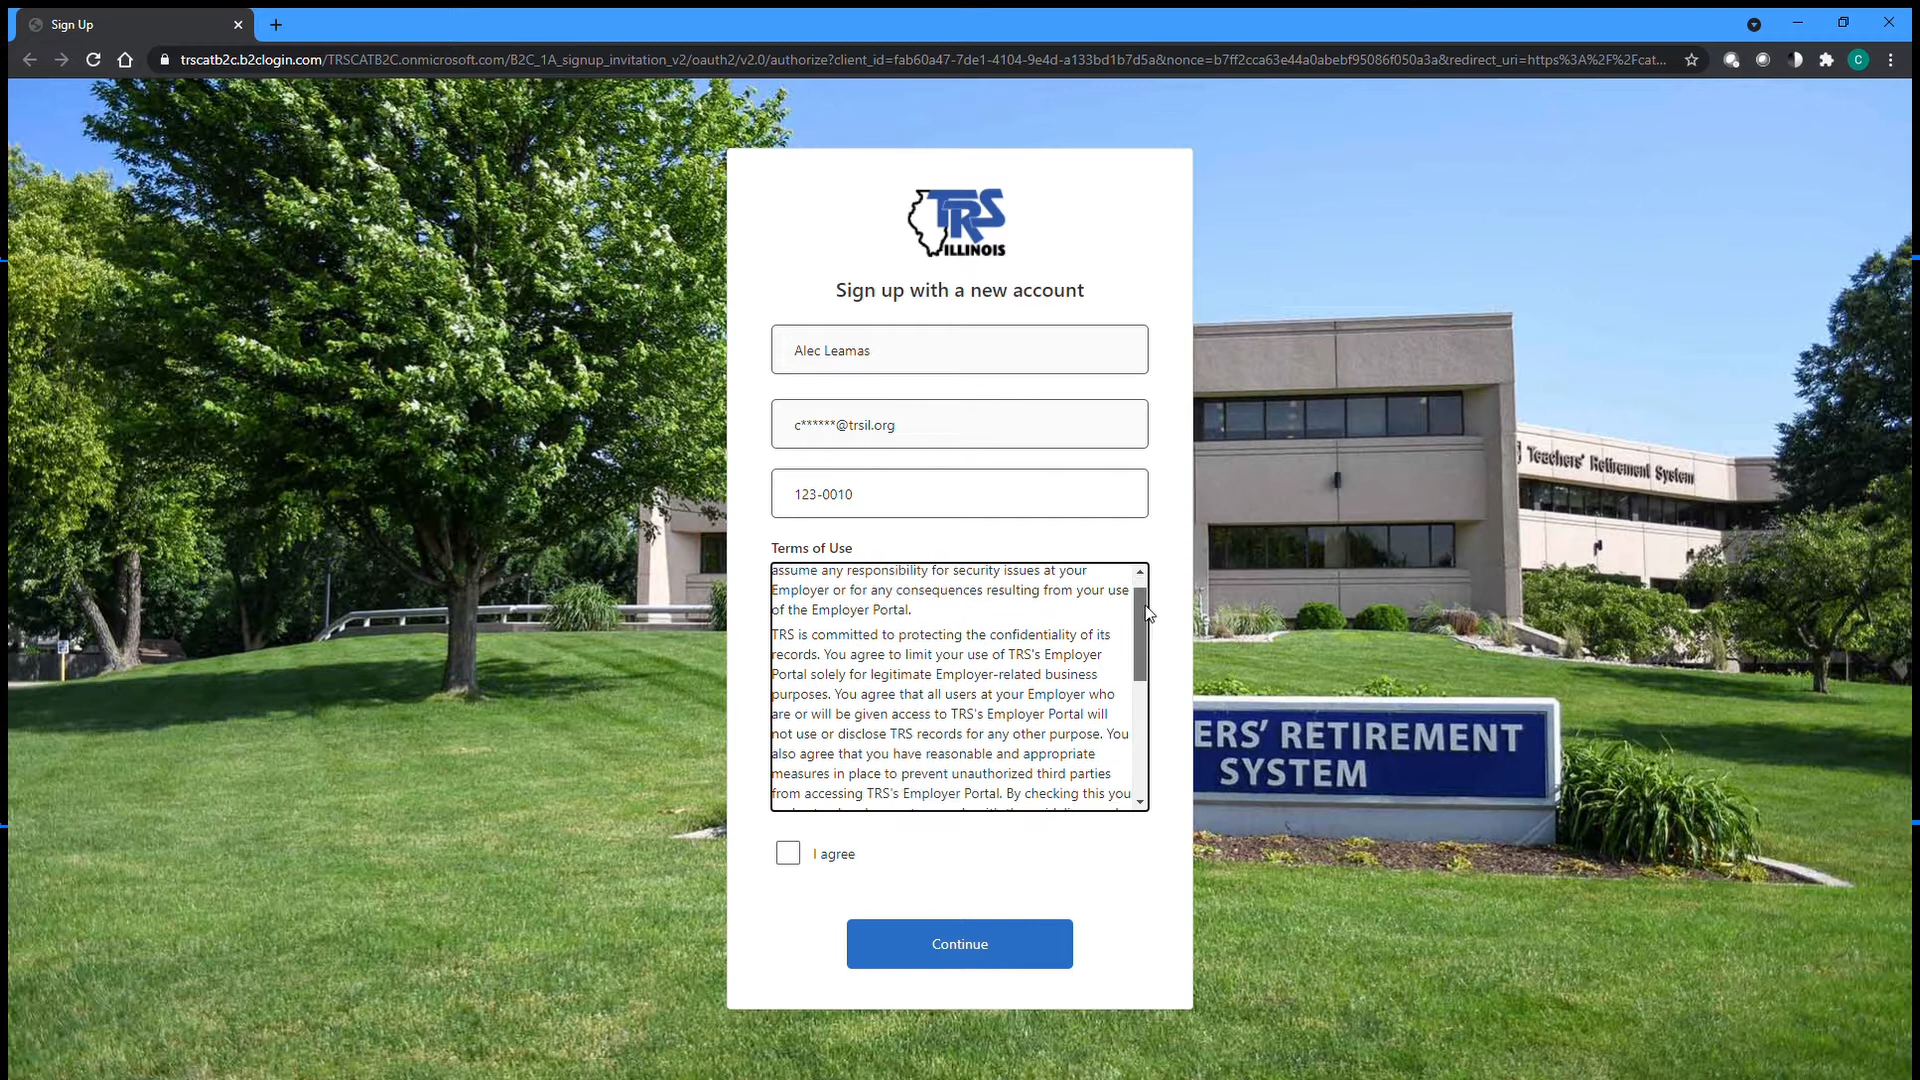 Sign Up
trscatb2c.b2clogin.com/TRSCATB2C.onmicrosoft.com/B2C_1A_signup_invitation_v2/oauth2/v2.0/authorize?client_id=fab60a47-7de1-4104-9e4d-a133bd1b7d5a&nonce=b7ff2cca63e44a0abebf95086f050a3a&redirect_uri=https%3A%2F%2Fcat...
C
TRS
ILLINOIS
Sign up with a new account
Alec Leamas
c******@trsil.org
123-0010
Terms of Use
assume any responsibility for security issues at your
Employer or for any consequences resulting from your use
of the Employer Portal.
TRS is committed to protecting the confidentiality of its
records. You agree to limit your use of TRS's Employer
Portal solely for legitimate Employer-related business
purposes. You agree that all users at your Employer who
are or will be given access to TRS's Employer Portal will
not use or disclose TRS records for any other purpose. You
also agree that you have reasonable and appropriate
measures in place to prevent unauthorized third parties
from accessing TRS's Employer Portal. By checking this you
I agree
Continue
Teachers' Retirement System
ERS' RETIREMENT
SYSTEM